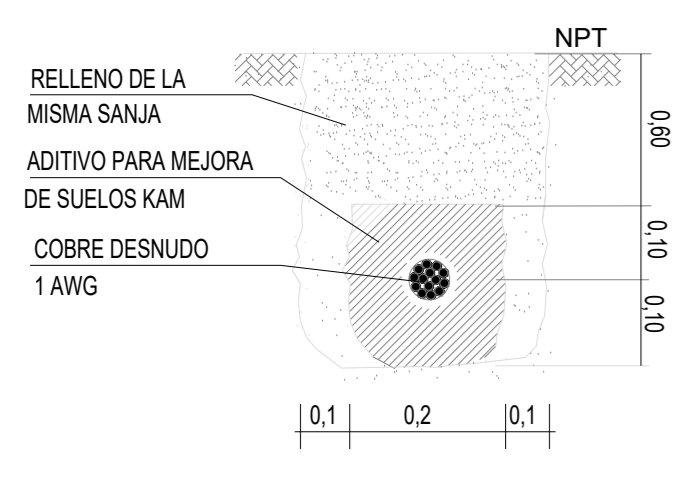 NPT
RELLENO DE LA
MISMA SANJA
ADITIVO PARA MEJORA
DE SUELOS KAM
COBRE DESNUDO
1 AWG
0,60
0,10
0,10
0,1
0,2
0,1